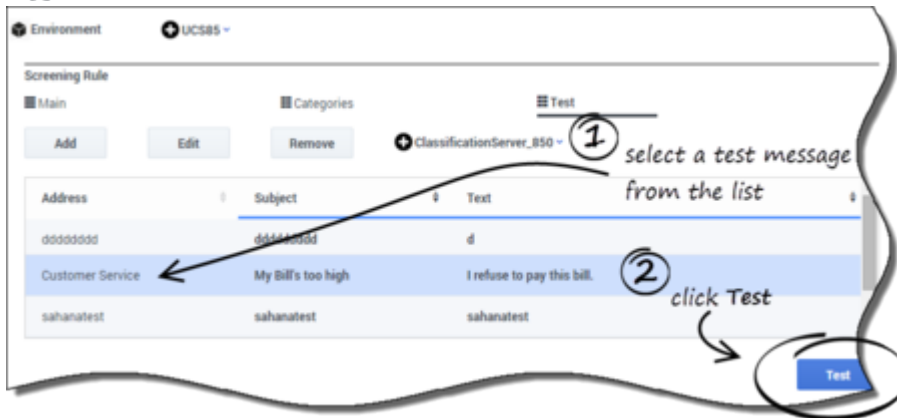 Environment UCS85
Screening Rule
Main Categories Test
Add Edit Remove ClassificationServer_850
1 select a test message
from the list
Address Subject Text
dddddddd ddddddddd d
Customer Service My Bill's too high I refuse to pay this bill.
2
click Test
sahanatest sahanatest sahanatest
Test